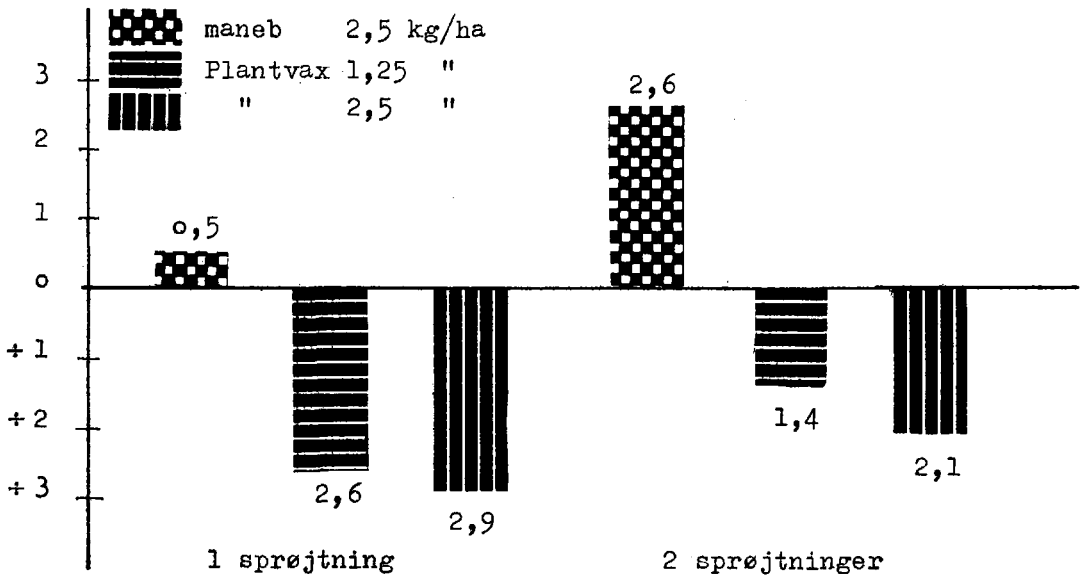 maneb 2,5 kg/ha
Plantvax 1,25 "
" 2,5 "
3
2
1
o
÷1
÷2
÷3
o,5
2,6
2,9
2,6
1,4
2,1
1 sprøjtning 2 sprøjtninger